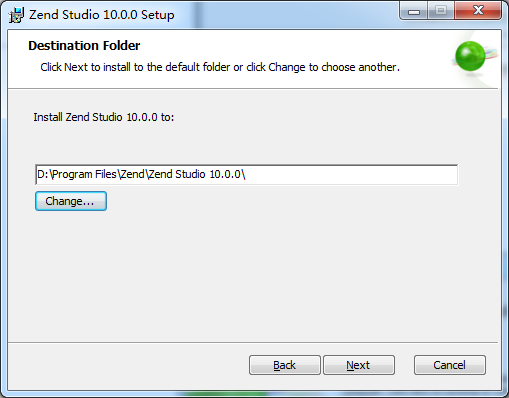 Zend Studio 10.0.0 Setup
Destination Folder
Click Next to install to the default folder or click Change to choose another.
Install Zend Studio 10.0.0 to:
D:\Program Files\Zend\Zend Studio 10.0.0\
Change...
Back Next Cancel